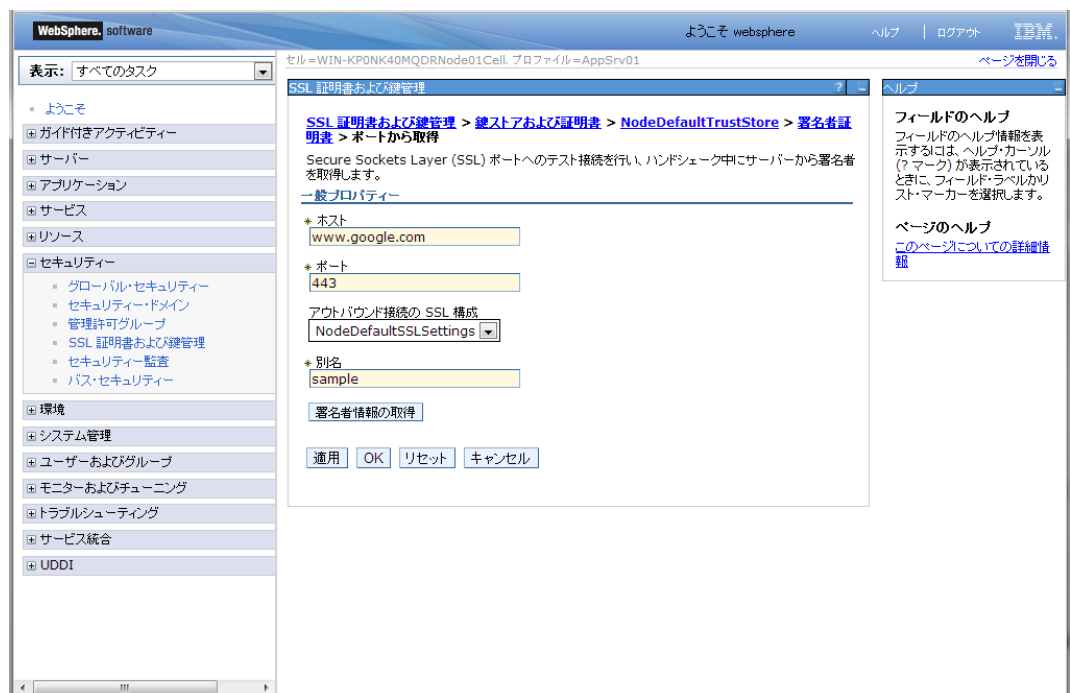 WebSphere. software
ようこそ websphere
ヘルプ | ログアウト
IBM.
表示: すべてのタスク
ようこそ
ガイド付きアクティビティー
サーバー
アプリケーション
サービス
リソース
セキュリティー
グローバル・セキュリティー
セキュリティー・ドメイン
管理許可グループ
SSL 証明書および鍵管理
セキュリティー監査
バス・セキュリティー
環境
システム管理
ユーザーおよびグループ
モニターおよびチューニング
トラブルシューティング
サービス統合
UDDI
セル=WIN-KP0NK40MQDRNode01Cell. プロファイル=AppSrv01
ページを閉じる
SSL 証明書および鍵管理
? -
SSL 証明書および鍵管理 > 鍵ストアおよび証明書 > NodeDefaultTrustStore > 署名者証
明書 > ポートから取得
Secure Sockets Layer (SSL) ポートへのテスト接続を行い、ハンドシェーク中にサーバーから署名者
を取得します。
一般プロパティー
* ホスト
www.google.com
* ポート
443
アウトバウンド接続の SSL 構成
NodeDefaultSSLSettings
* 別名
sample
署名者情報の取得
適用 OK リセット キャンセル
ヘルプ -
フィールドのヘルプ
フィールドのヘルプ情報を表
示するには、ヘルプ・カーソル
(? マーク) が表示されている
ときに、フィールド・ラベルかリ
スト・マーカーを選択します。
ページのヘルプ
このページについての詳細情
報